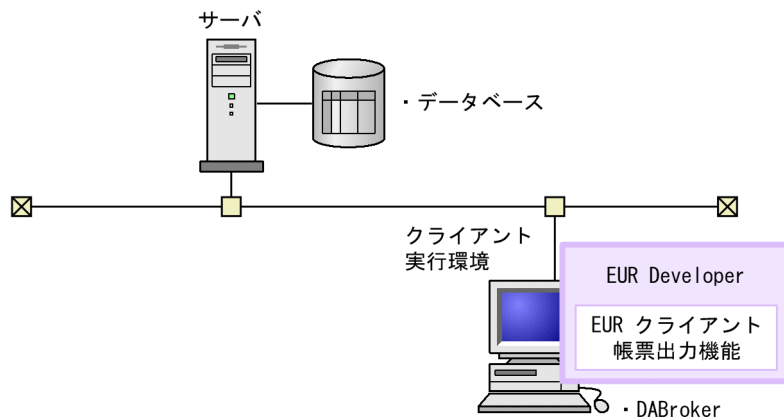 サーバ
・データベース
クライアント
実行環境
EUR Developer
EUR クライアント
帳票出力機能
・DABroker